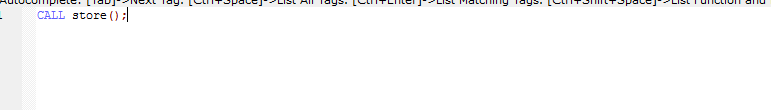 Autocomplete: [Tab]->Next Tag. [Ctrl+Space]->List All Tags. [Ctrl+Enter]->List Matching Tags. [Ctrl+Shift+Space]->List Function and
CALL store();